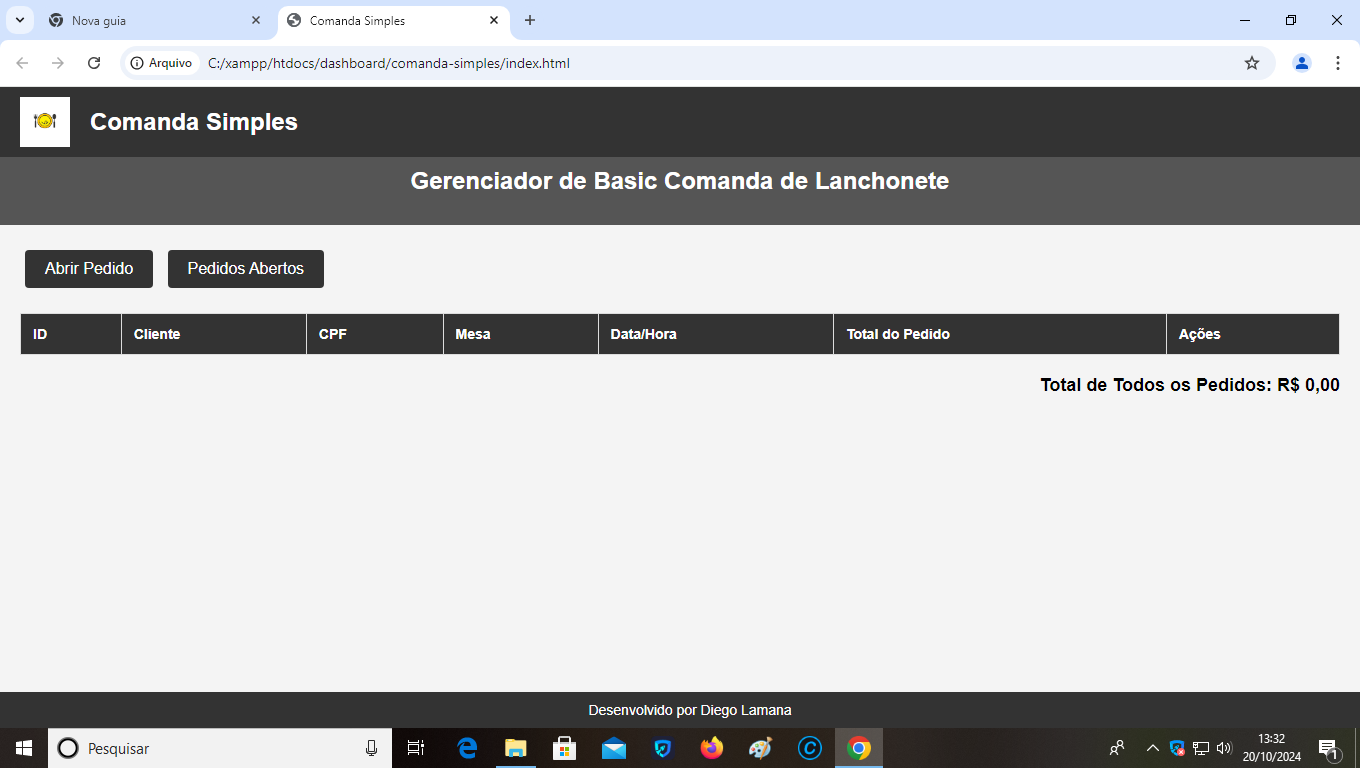 Nova guia
Comanda Simples
Arquivo
C:/xampp/htdocs/dashboard/comanda-simples/index.html
Comanda Simples
Gerenciador de Basic Comanda de Lanchonete
Abrir Pedido
Pedidos Abertos
ID Cliente CPF Mesa Data/Hora Total do Pedido Ações
Total de Todos os Pedidos: R$ 0,00
Desenvolvido por Diego Lamana
Pesquisar
13:32
20/10/2024
1